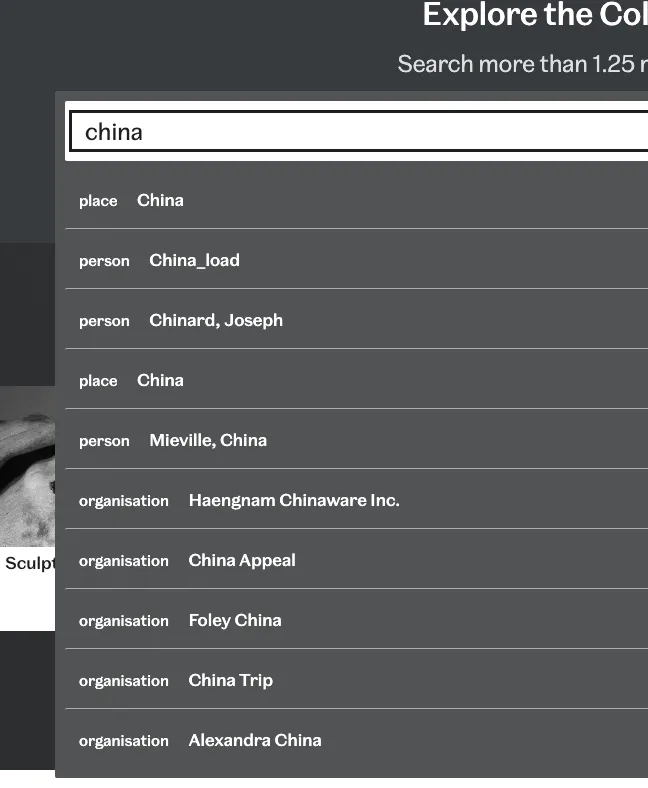 Explore the Col
Search more than 1.25 
china
place China
person China_load
person Chinard, Joseph
place China
person Mieville, China
organisation Haengnam Chinaware Inc.
organisation China Appeal
organisation Foley China
organisation China Trip
Sculpt
organisation Alexandra China